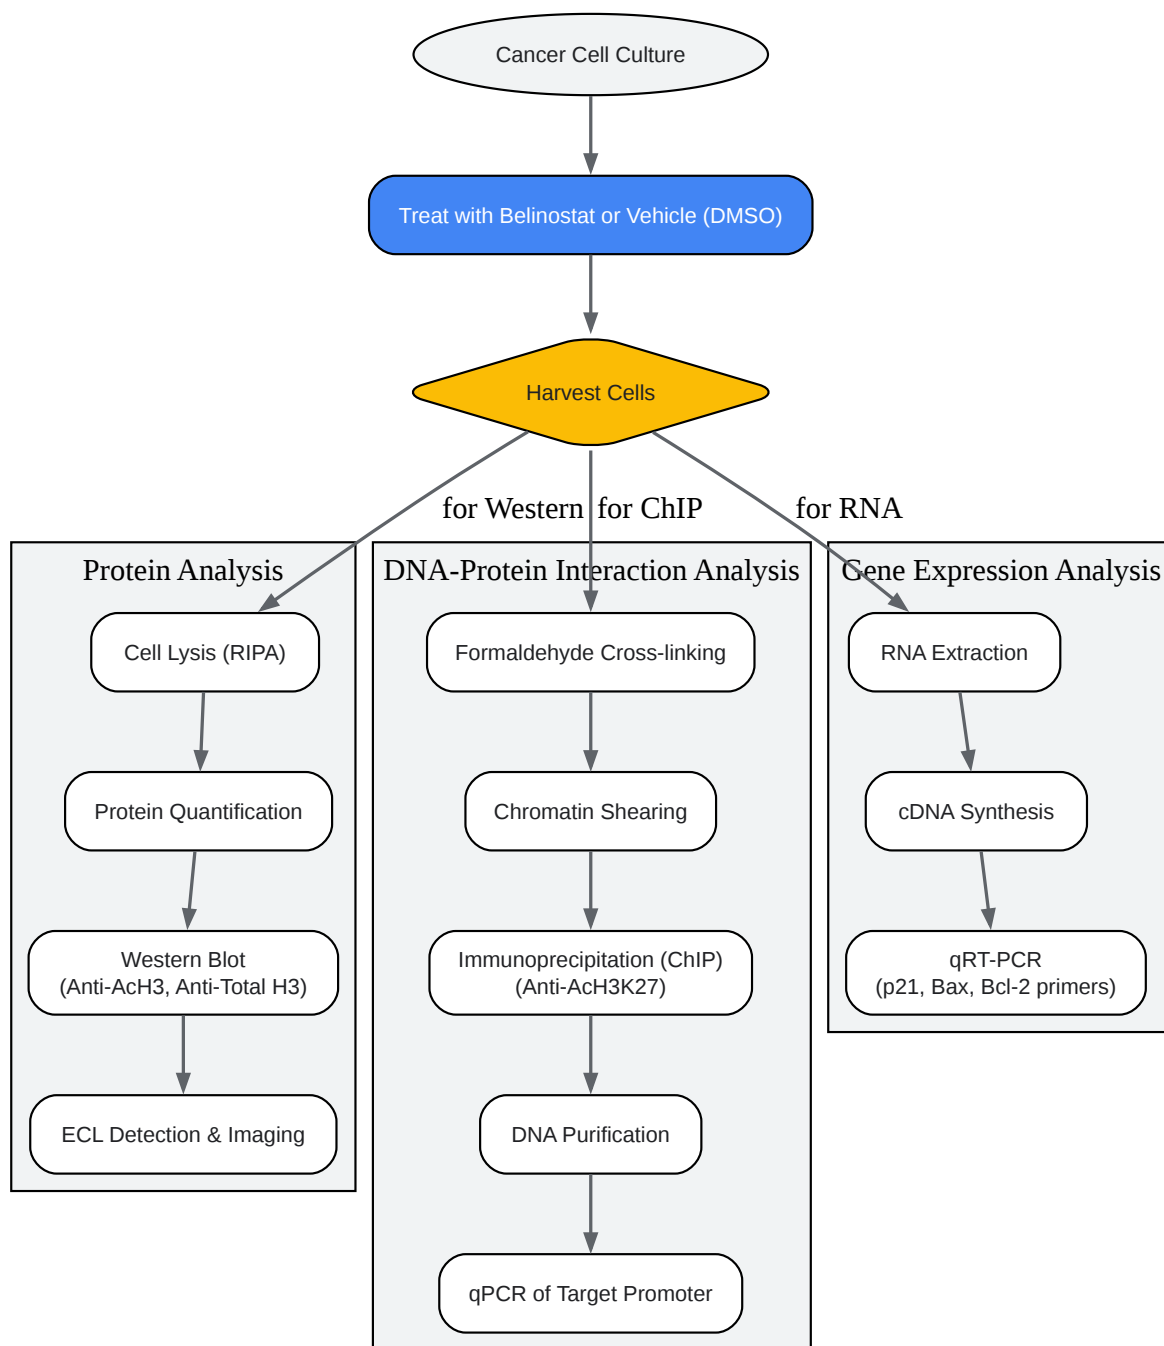 Cancer Cell Culture
Treat with Belinostat or Vehicle (DMSO)
Harvest Cells
for Western
for ChIP
for RNA
Protein Analysis
Cell Lysis (RIPA)
Protein Quantification
Western Blot
(Anti-AcH3, Anti-Total H3)
ECL Detection & Imaging
DNA-Protein Interaction Analysis
Formaldehyde Cross-linking
Chromatin Shearing
Immunoprecipitation (ChIP)
(Anti-AcH3K27)
DNA Purification
qPCR of Target Promoter
Gene Expression Analysis
RNA Extraction
cDNA Synthesis
qRT-PCR
(p21, Bax, Bcl-2 primers)